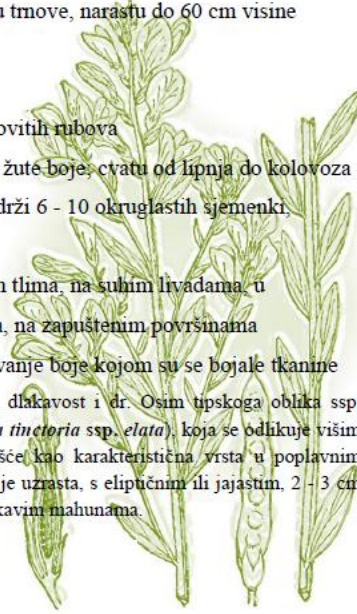 u trnove, narastu do 60 cm visine
ovitih rubova
žute boje, cvatu od lipnja do kolovoza
drži 6 - 10 okruglastih sjemenki,
n tlima, na suhim livadama, u
, na zapuštenim površinama
vanje boje kojom su se bojale tkanine
dlakavost i dr. Osim tipskoga oblika ssp.
tinctoria ssp. elata), koja se odlikuje višim
šće kao karakteristična vrsta u poplavnim
je uzrasta, s eliptičnim ili jajastim, 2 - 3 cm
kavim mahunama.